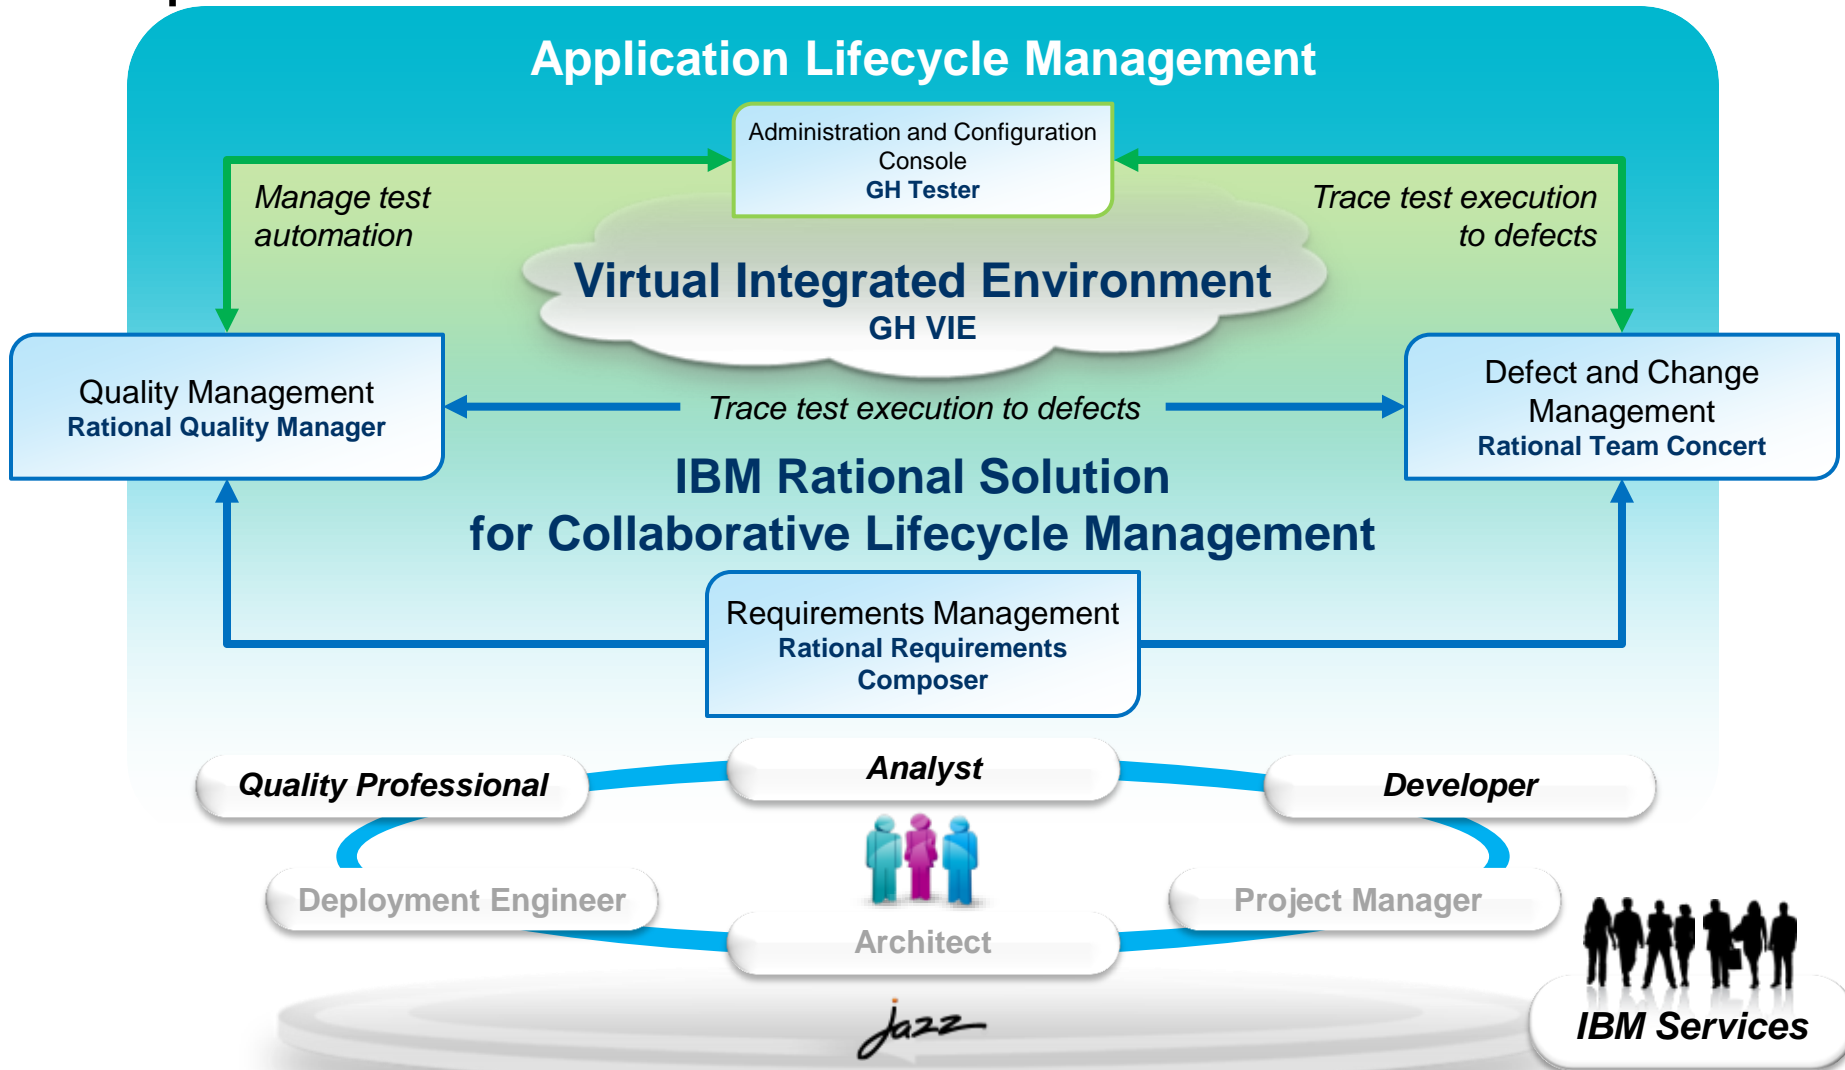 Application Lifecycle Management
Administration and Configuration
Console
GH Tester
Manage test
automation
Trace test execution
to defects
Virtual Integrated Environment
GH VIE
Quality Management
Rational Quality Manager
Trace test execution to defects
Defect and Change
Management
Rational Team Concert
IBM Rational Solution
for Collaborative Lifecycle Management
Requirements Management
Rational Requirements
Composer
Quality Professional
Analyst
Developer
Deployment Engineer
Project Manager
Architect
jazz
IBM Services